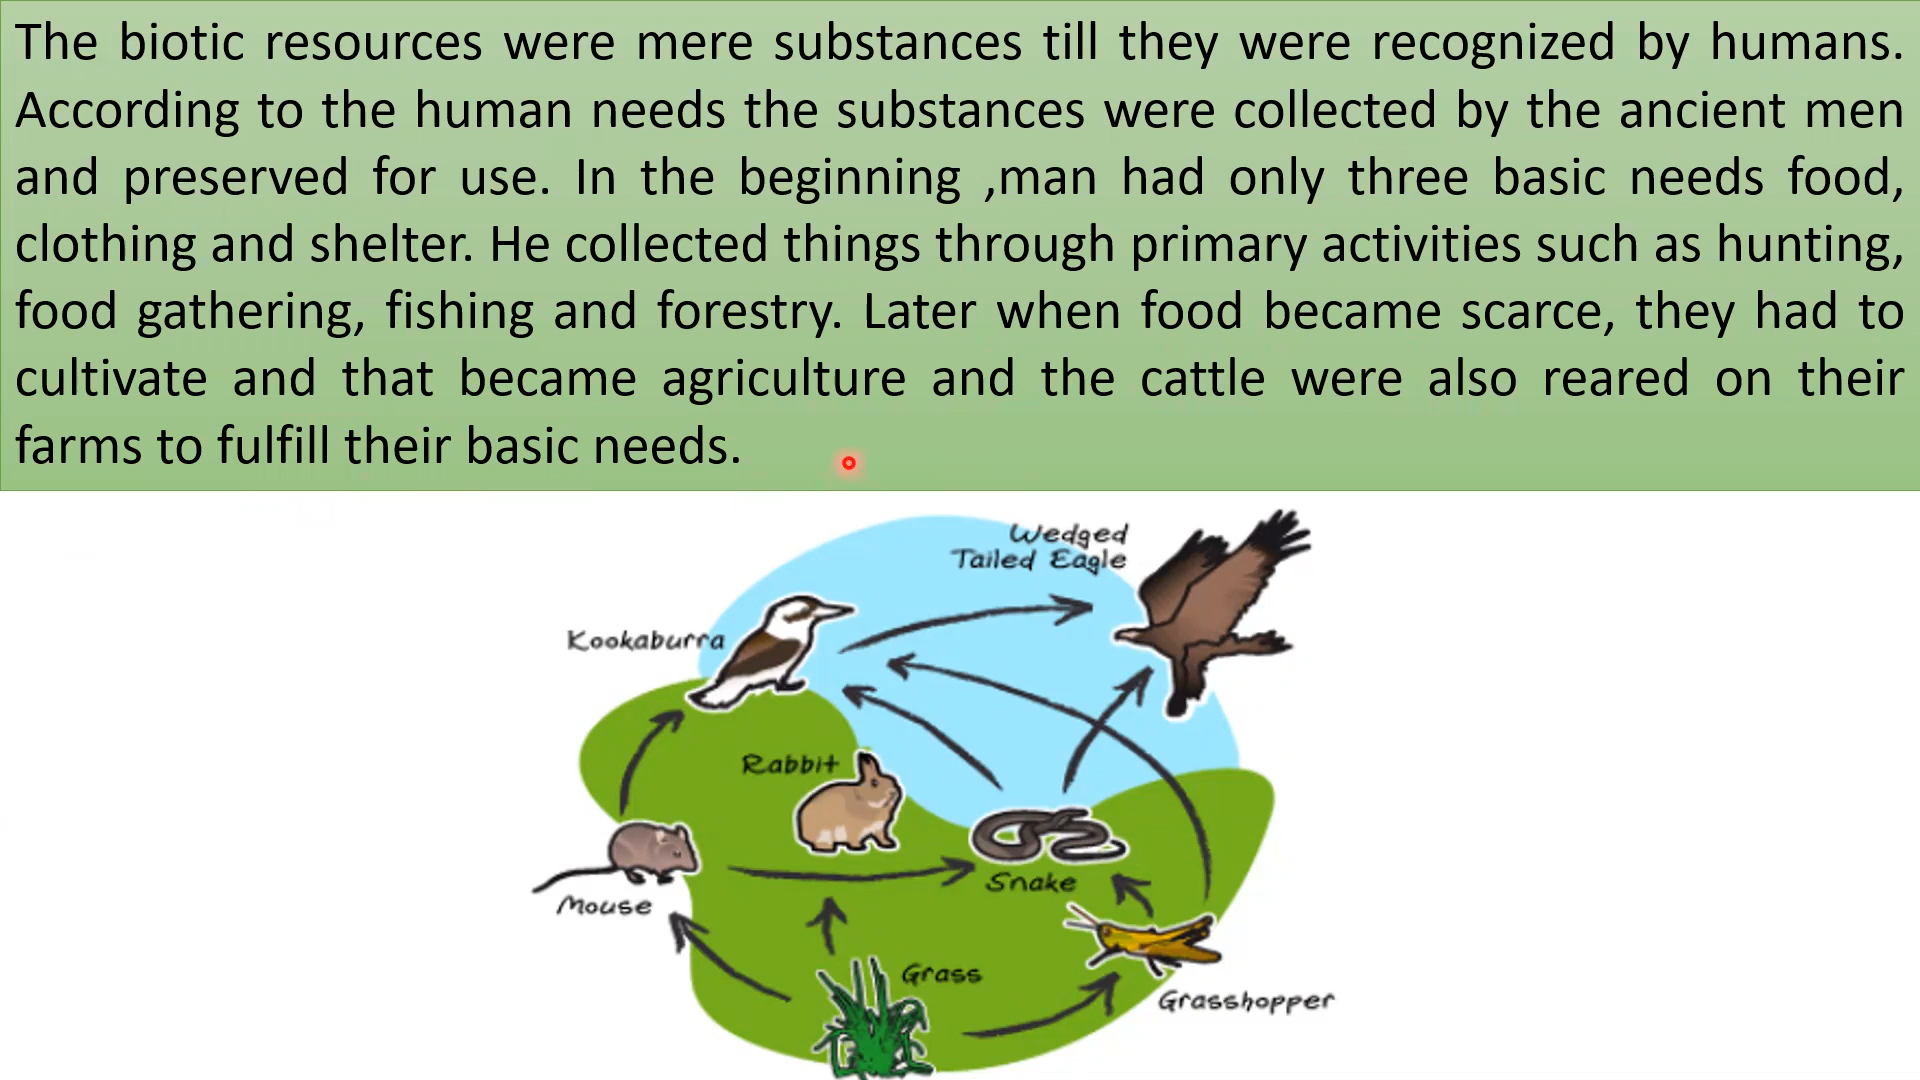 The biotic resources were mere substances till they were recognized by humans.
According to the human needs the substances were collected by the ancient men
and preserved for use. In the beginning ,man had only three basic needs food,
clothing and shelter. He collected things through primary activities such as hunting,
food gathering, fishing and forestry. Later when food became scarce, they had to
cultivate and that became agriculture and the cattle were also reared on their
farms to fulfill their basic needs.
Wedged
Tailed Eagle
Kookaburra
Rabbit
Snake
Mouse
Grass
Grasshopper